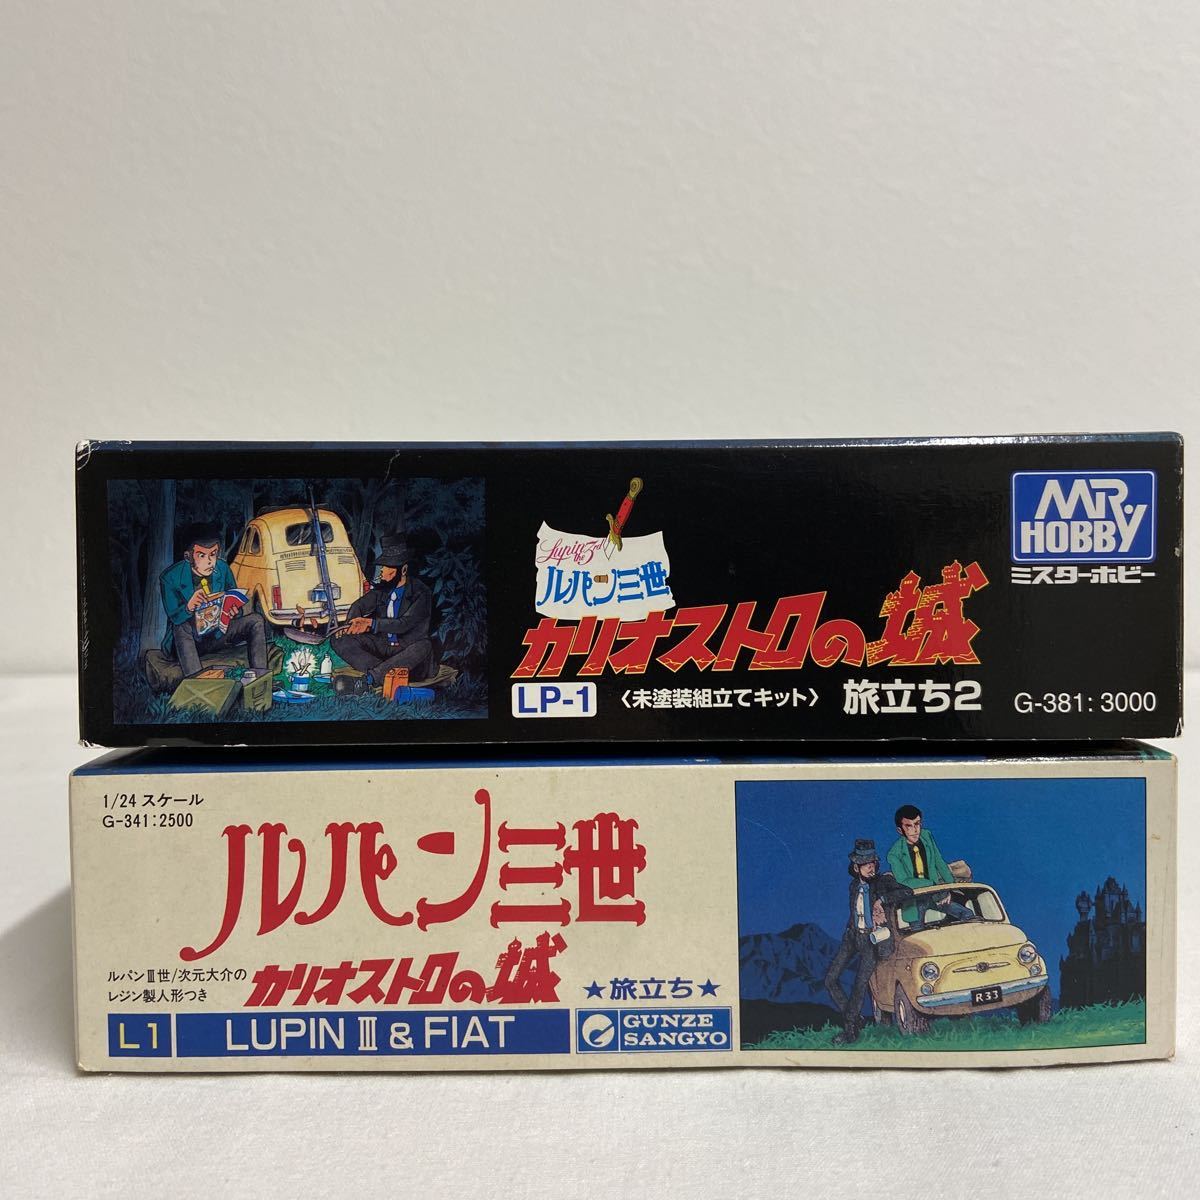 Lupin the 3rd
ルパン三世
カリオストロの城
LP-1 〈未塗装組立てキット〉 旅立ち2
MR. HOBBY
ミスターホビー
G-381: 3000
1/24 スケール
G-341:2500
ルパン三世
ルパンⅢ世/次元大介の
レジン製人形つき
カリオストロの城
★旅立ち★
L1 LUPIN Ⅲ & FIAT
GUNZE
SANGYO
R33